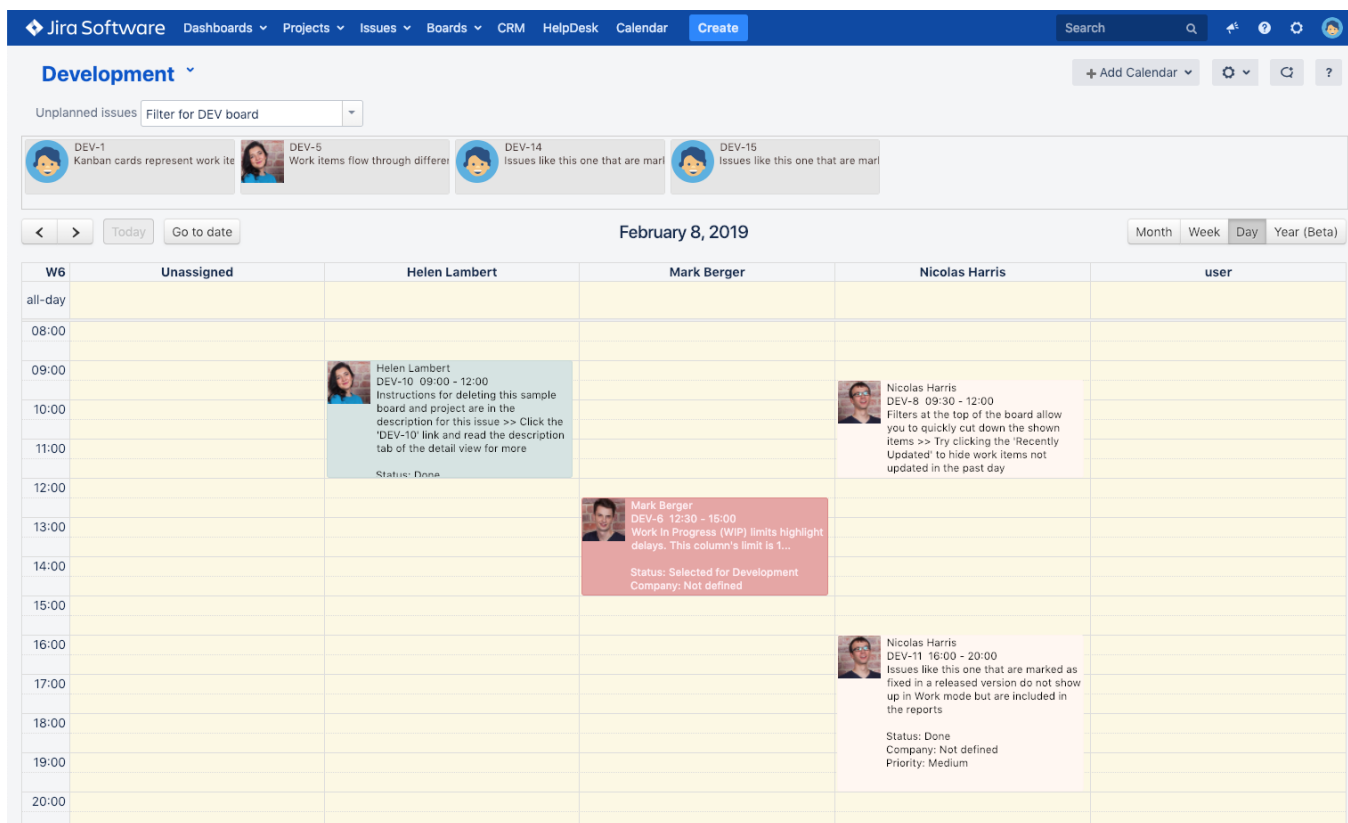 Jira Software Dashboards Projects Issues Boards CRM HelpDesk Calendar Create Search
Development
Add Calendar ?
Unplanned issues Filter for DEV board
DEV-1
Kanban cards represent work ite
DEV-5
Work items flow through differer
DEV-14
Issues like this one that are marl
DEV-15
Issues like this one that are marl
Today Go to date February 8, 2019 Month Week Day Year (Beta)
W6 Unassigned Helen Lambert Mark Berger Nicolas Harris user
all-day
08:00
09:00
10:00
11:00
12:00
13:00
14:00
15:00
16:00
17:00
18:00
19:00
20:00
Helen Lambert
DEV-10 09:00 - 12:00
Instructions for deleting this sample
board and project are in the
description for this issue >> Click the
'DEV-10' link and read the description
tab of the detail view for more
Status: Done
Mark Berger
DEV-6 12:30 - 15:00
Work In Progress (WIP) limits highlight
delays. This column's limit is 1...
Status: Selected for Development
Company: Not defined
Nicolas Harris
DEV-8 09:30 - 12:00
Filters at the top of the board allow
you to quickly cut down the shown
items >> Try clicking the 'Recently
Updated' to hide work items not
updated in the past day
Nicolas Harris
DEV-11 16:00 - 20:00
Issues like this one that are marked as
fixed in a released version do not show
up in Work mode but are included in
the reports
Status: Done
Company: Not defined
Priority: Medium